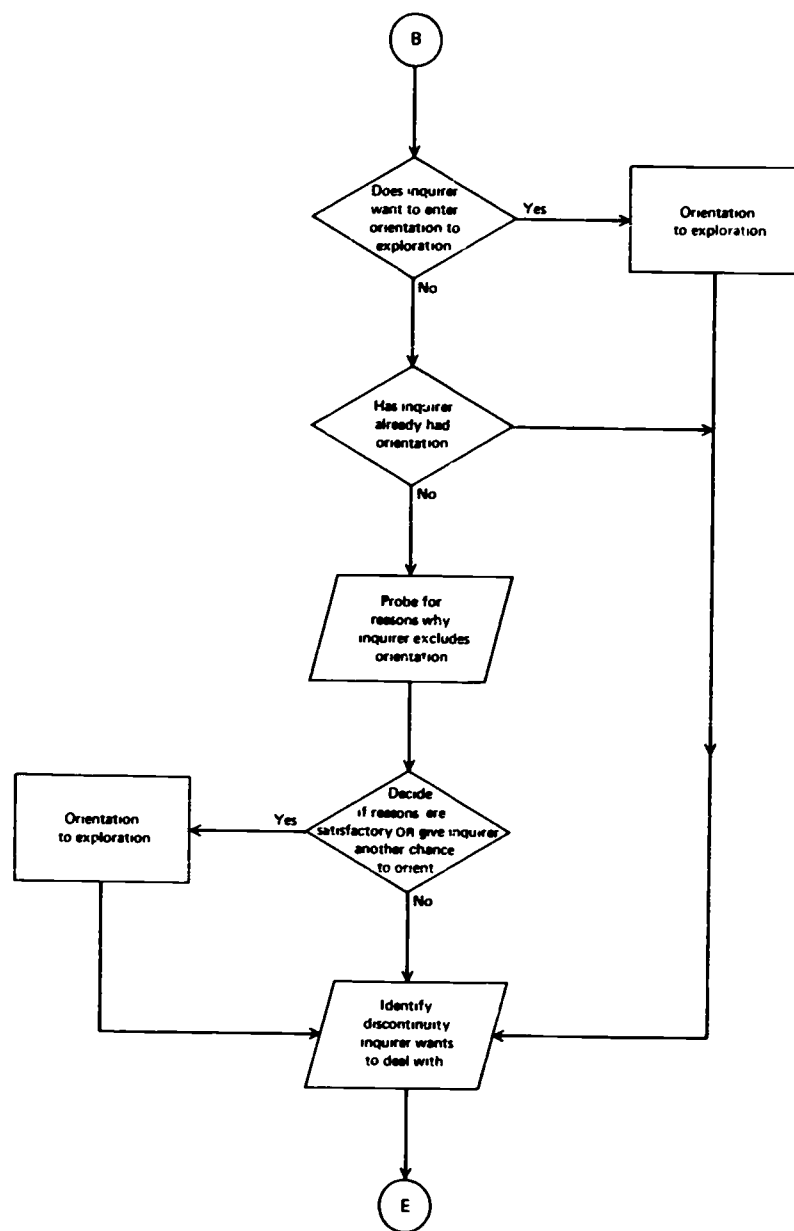 B
Does inquirer
want to enter
orientation to
exploration
Yes
Orientation
to exploration
No
Has inquirer
already had
orientation
No
Probe for
reasons why
inquirer excludes
orientation
Decide
if reasons are
satisfactory OR give inquirer
another chance
to orient
Yes
Orientation
to exploration
No
Identify
discontinuity
inquirer wants
to deal with
E